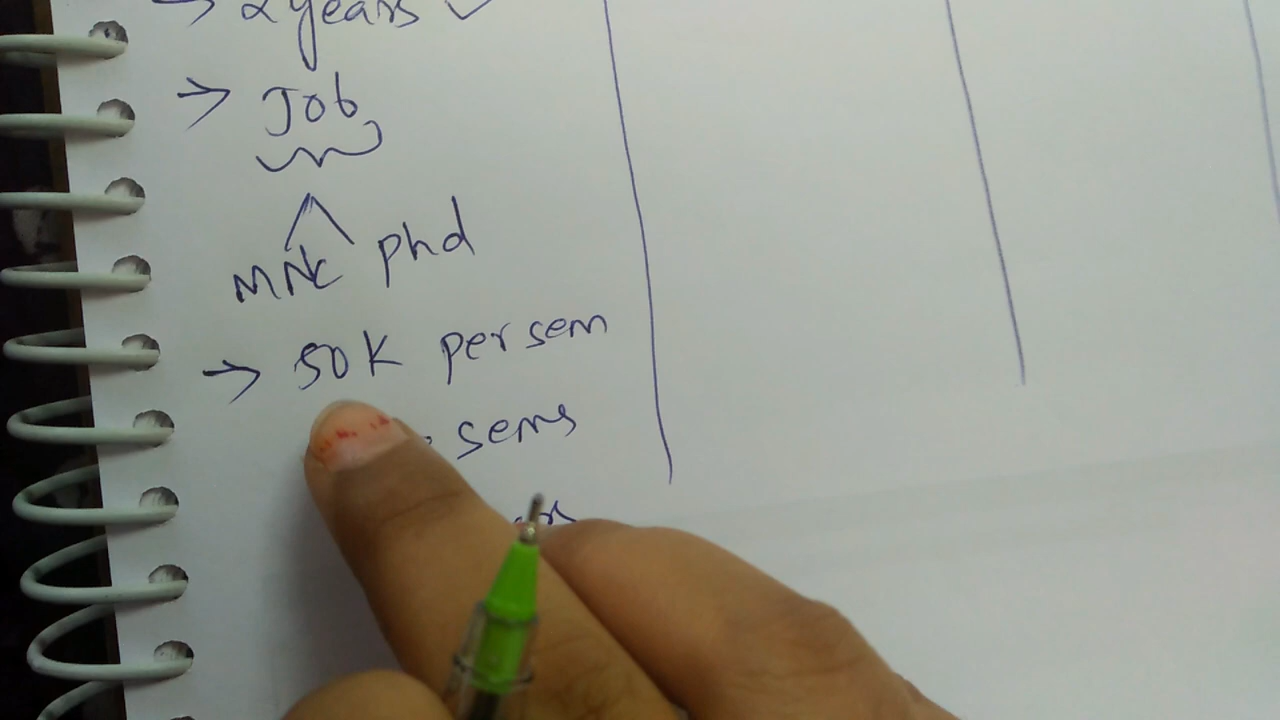 → 2 years ✓
→ Job
MNC phd
→ 50K per sem
sems